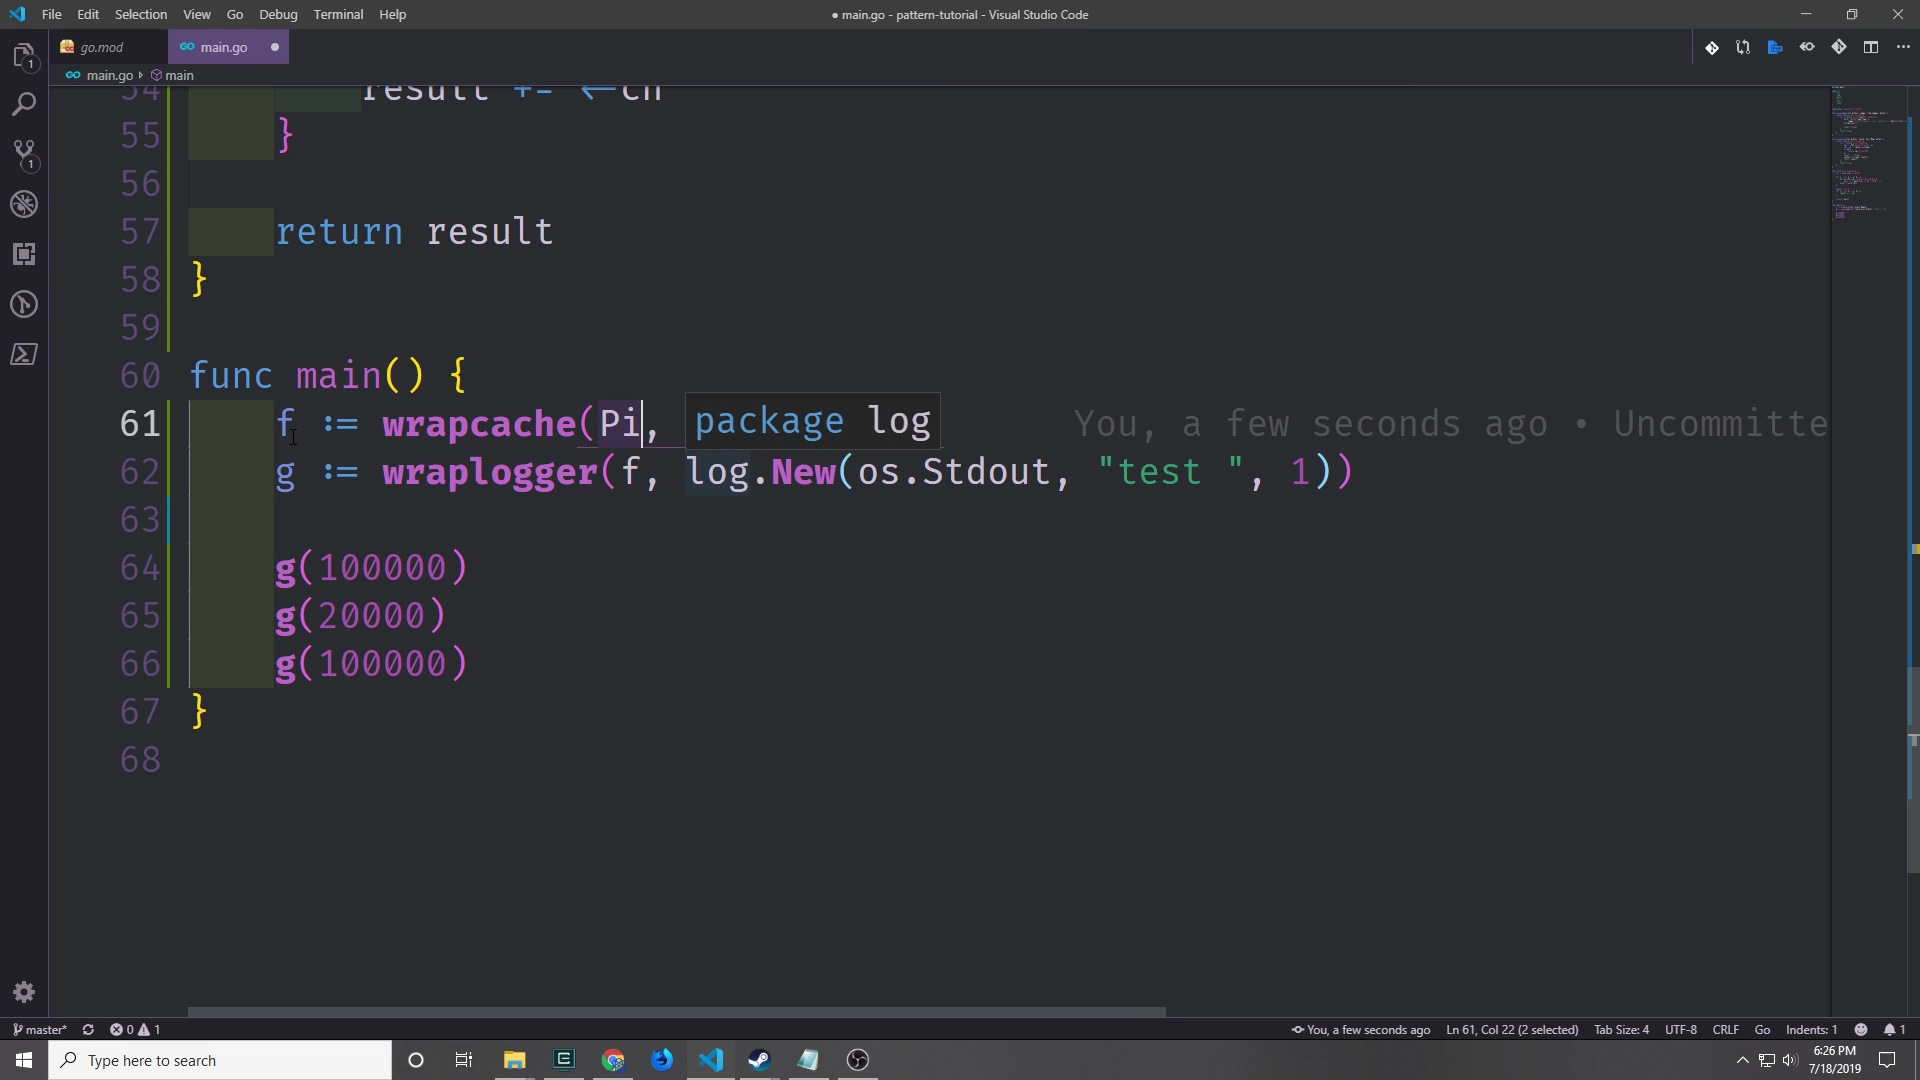 File Edit Selection View Go Debug Terminal Help
● main.go - pattern-tutorial - Visual Studio Code
go.mod
main.go ●
main.go main
54 result += <-ch
55 }
56
57 return result
58 }
59
60 func main() {
61 f := wrapcache(Pi, package log You, a few seconds ago • Uncommitte
62 g := wraplogger(f, log.New(os.Stdout, "test ", 1))
63
64 g(100000)
65 g(20000)
66 g(100000)
67 }
68
master* 0 1 You, a few seconds ago Ln 61, Col 22 (2 selected) Tab Size: 4 UTF-8 CRLF Go Indents: 1 1
Type here to search
6:26 PM
7/18/2019